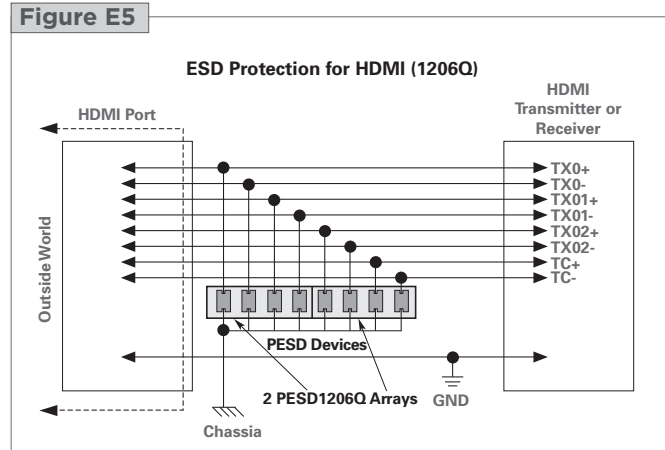 Figure E5
ESD Protection for HDMI (1206Q)
HDMI Port
HDMI
Transmitter or
Receiver
Outside World
TX0+
TX0-
TX01+
TX01-
TX02+
TX02-
TC+
TC-
PESD Devices
2 PESD1206Q Arrays
GND
Chassia